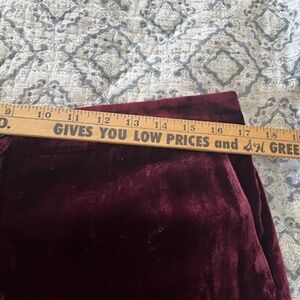 9 10 11 12 13 14 15 16 17 18
O. GIVES YOU LOW PRICES and S&H GREE